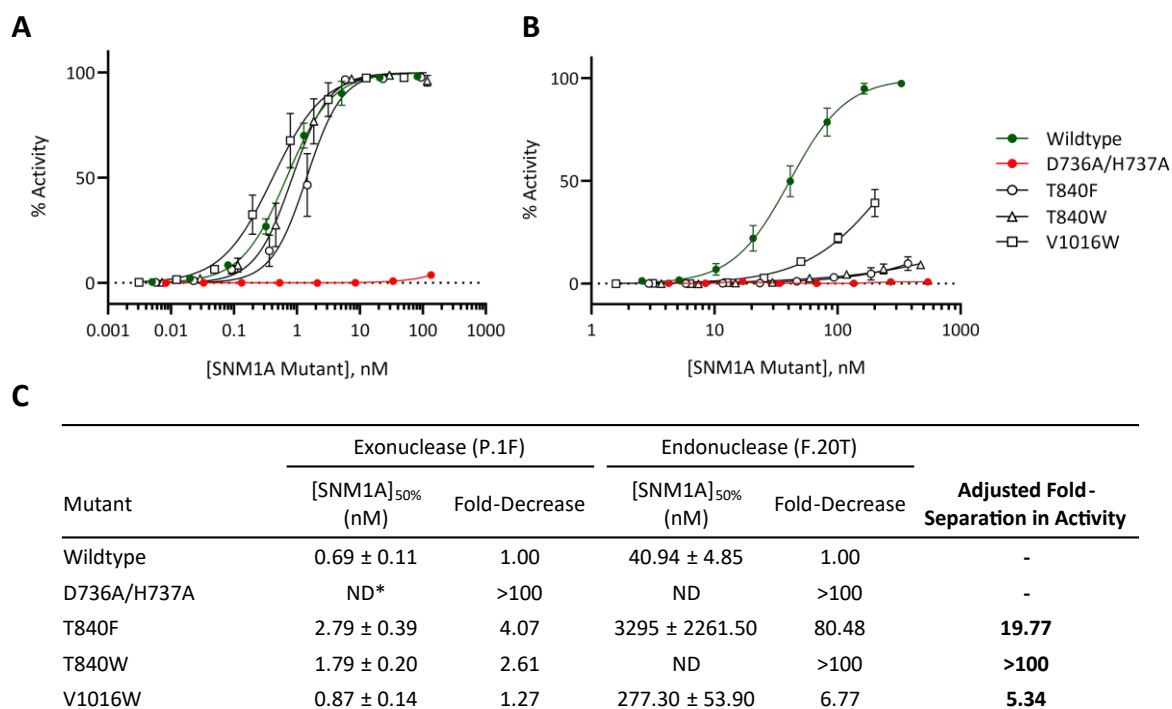 A
B
100
50
0
% Activity
0.001 0.01 0.1 1 10 100 1000
[SNM1A Mutant], nM
100
50
0
% Activity
1 10 100 1000
[SNM1A Mutant], nM
Wildtype
D736A/H737A
T840F
T840W
V1016W
C
Exonuclease (P.1F) Endonuclease (F.20T)
Mutant [SNM1A]50% (nM) Fold-Decrease [SNM1A]50% (nM) Fold-Decrease Adjusted Fold-Separation in Activity
Wildtype 0.69 ± 0.11 1.00 40.94 ± 4.85 1.00 -
D736A/H737A ND* >100 ND >100 -
T840F 2.79 ± 0.39 4.07 3295 ± 2261.50 80.48 19.77
T840W 1.79 ± 0.20 2.61 ND >100 >100
V1016W 0.87 ± 0.14 1.27 277.30 ± 53.90 6.77 5.34